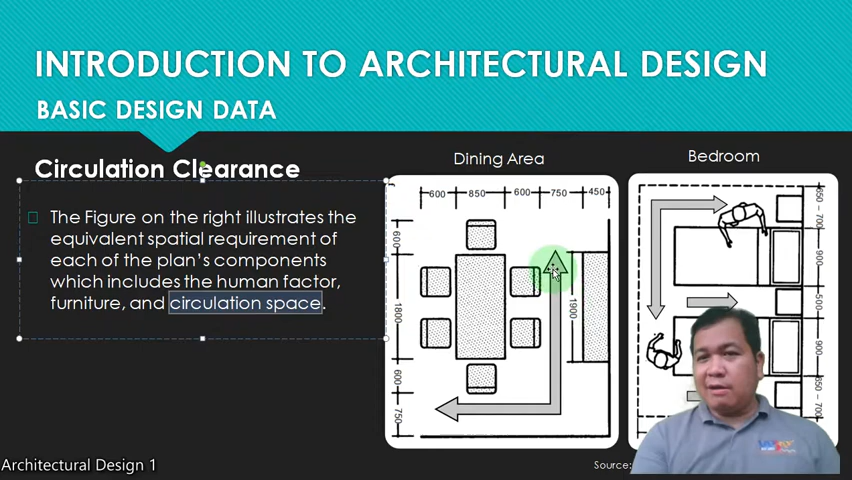 INTRODUCTION TO ARCHITECTURAL DESIGN
BASIC DESIGN DATA
Circulation Clearance
The Figure on the right illustrates the
equivalent spatial requirement of
each of the plan's components
which includes the human factor,
furniture, and circulation space.
Dining Area
600 850 600 750 450
600
1800
600
750
1900
Bedroom
650 - 700
900
500
900
650 - 700
Source:
Architectural Design 1